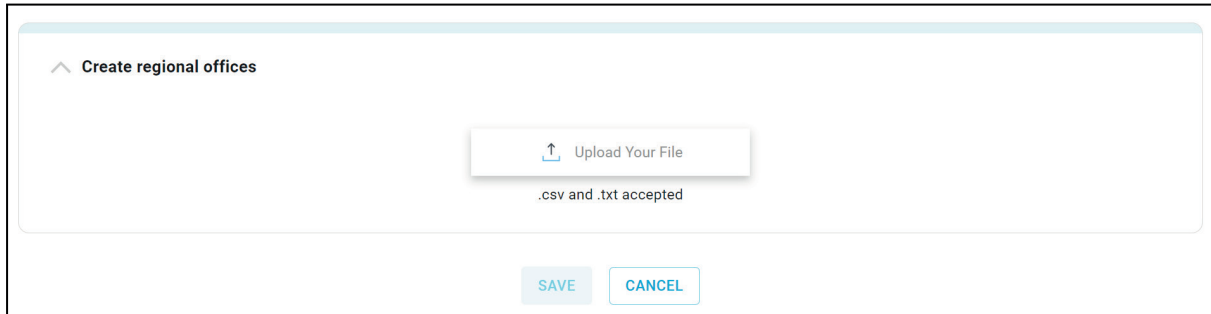 Create regional offices
Upload Your File
.csv and .txt accepted
SAVE CANCEL